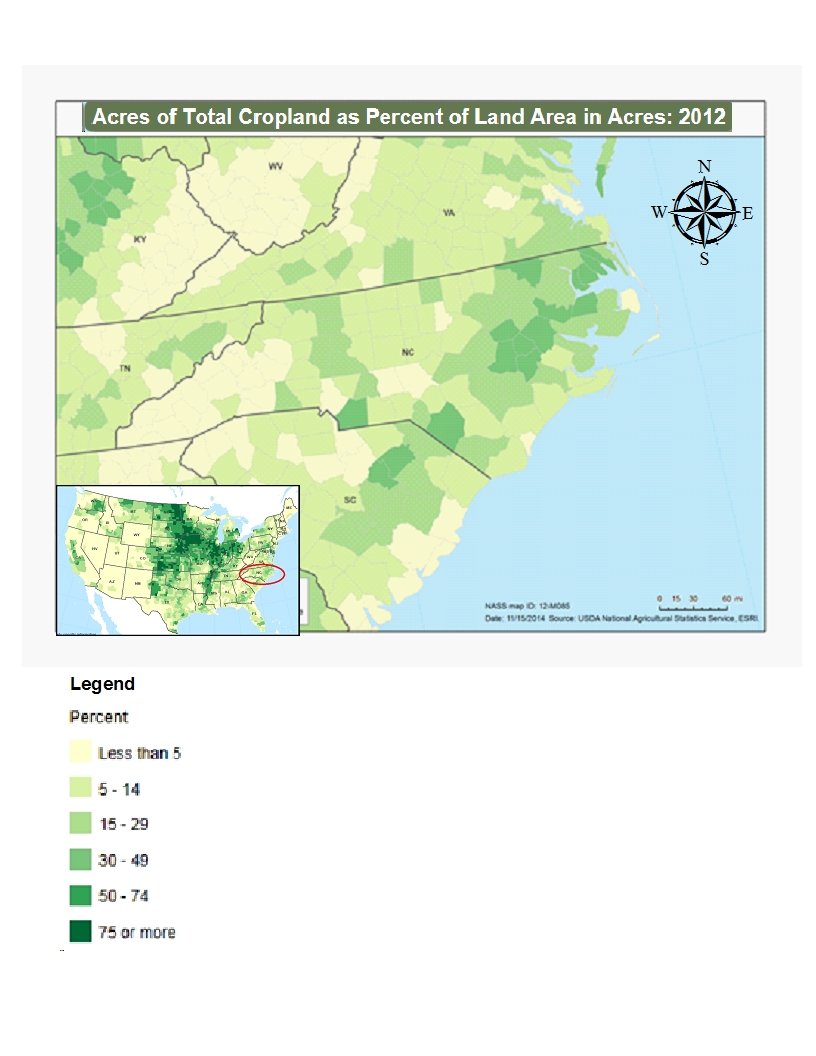 Acres of Total Cropland as Percent of Land Area in Acres: 2012
N
W E
S
WV
VA
KY
TN
NC
SC
0 15 30 60 mi
NASS map ID: 12-M085
Date: 11/15/2014 Source: USDA National Agricultural Statistics Service, ESRI.
Legend
Percent
Less than 5
5 - 14
15 - 29
30 - 49
50 - 74
75 or more